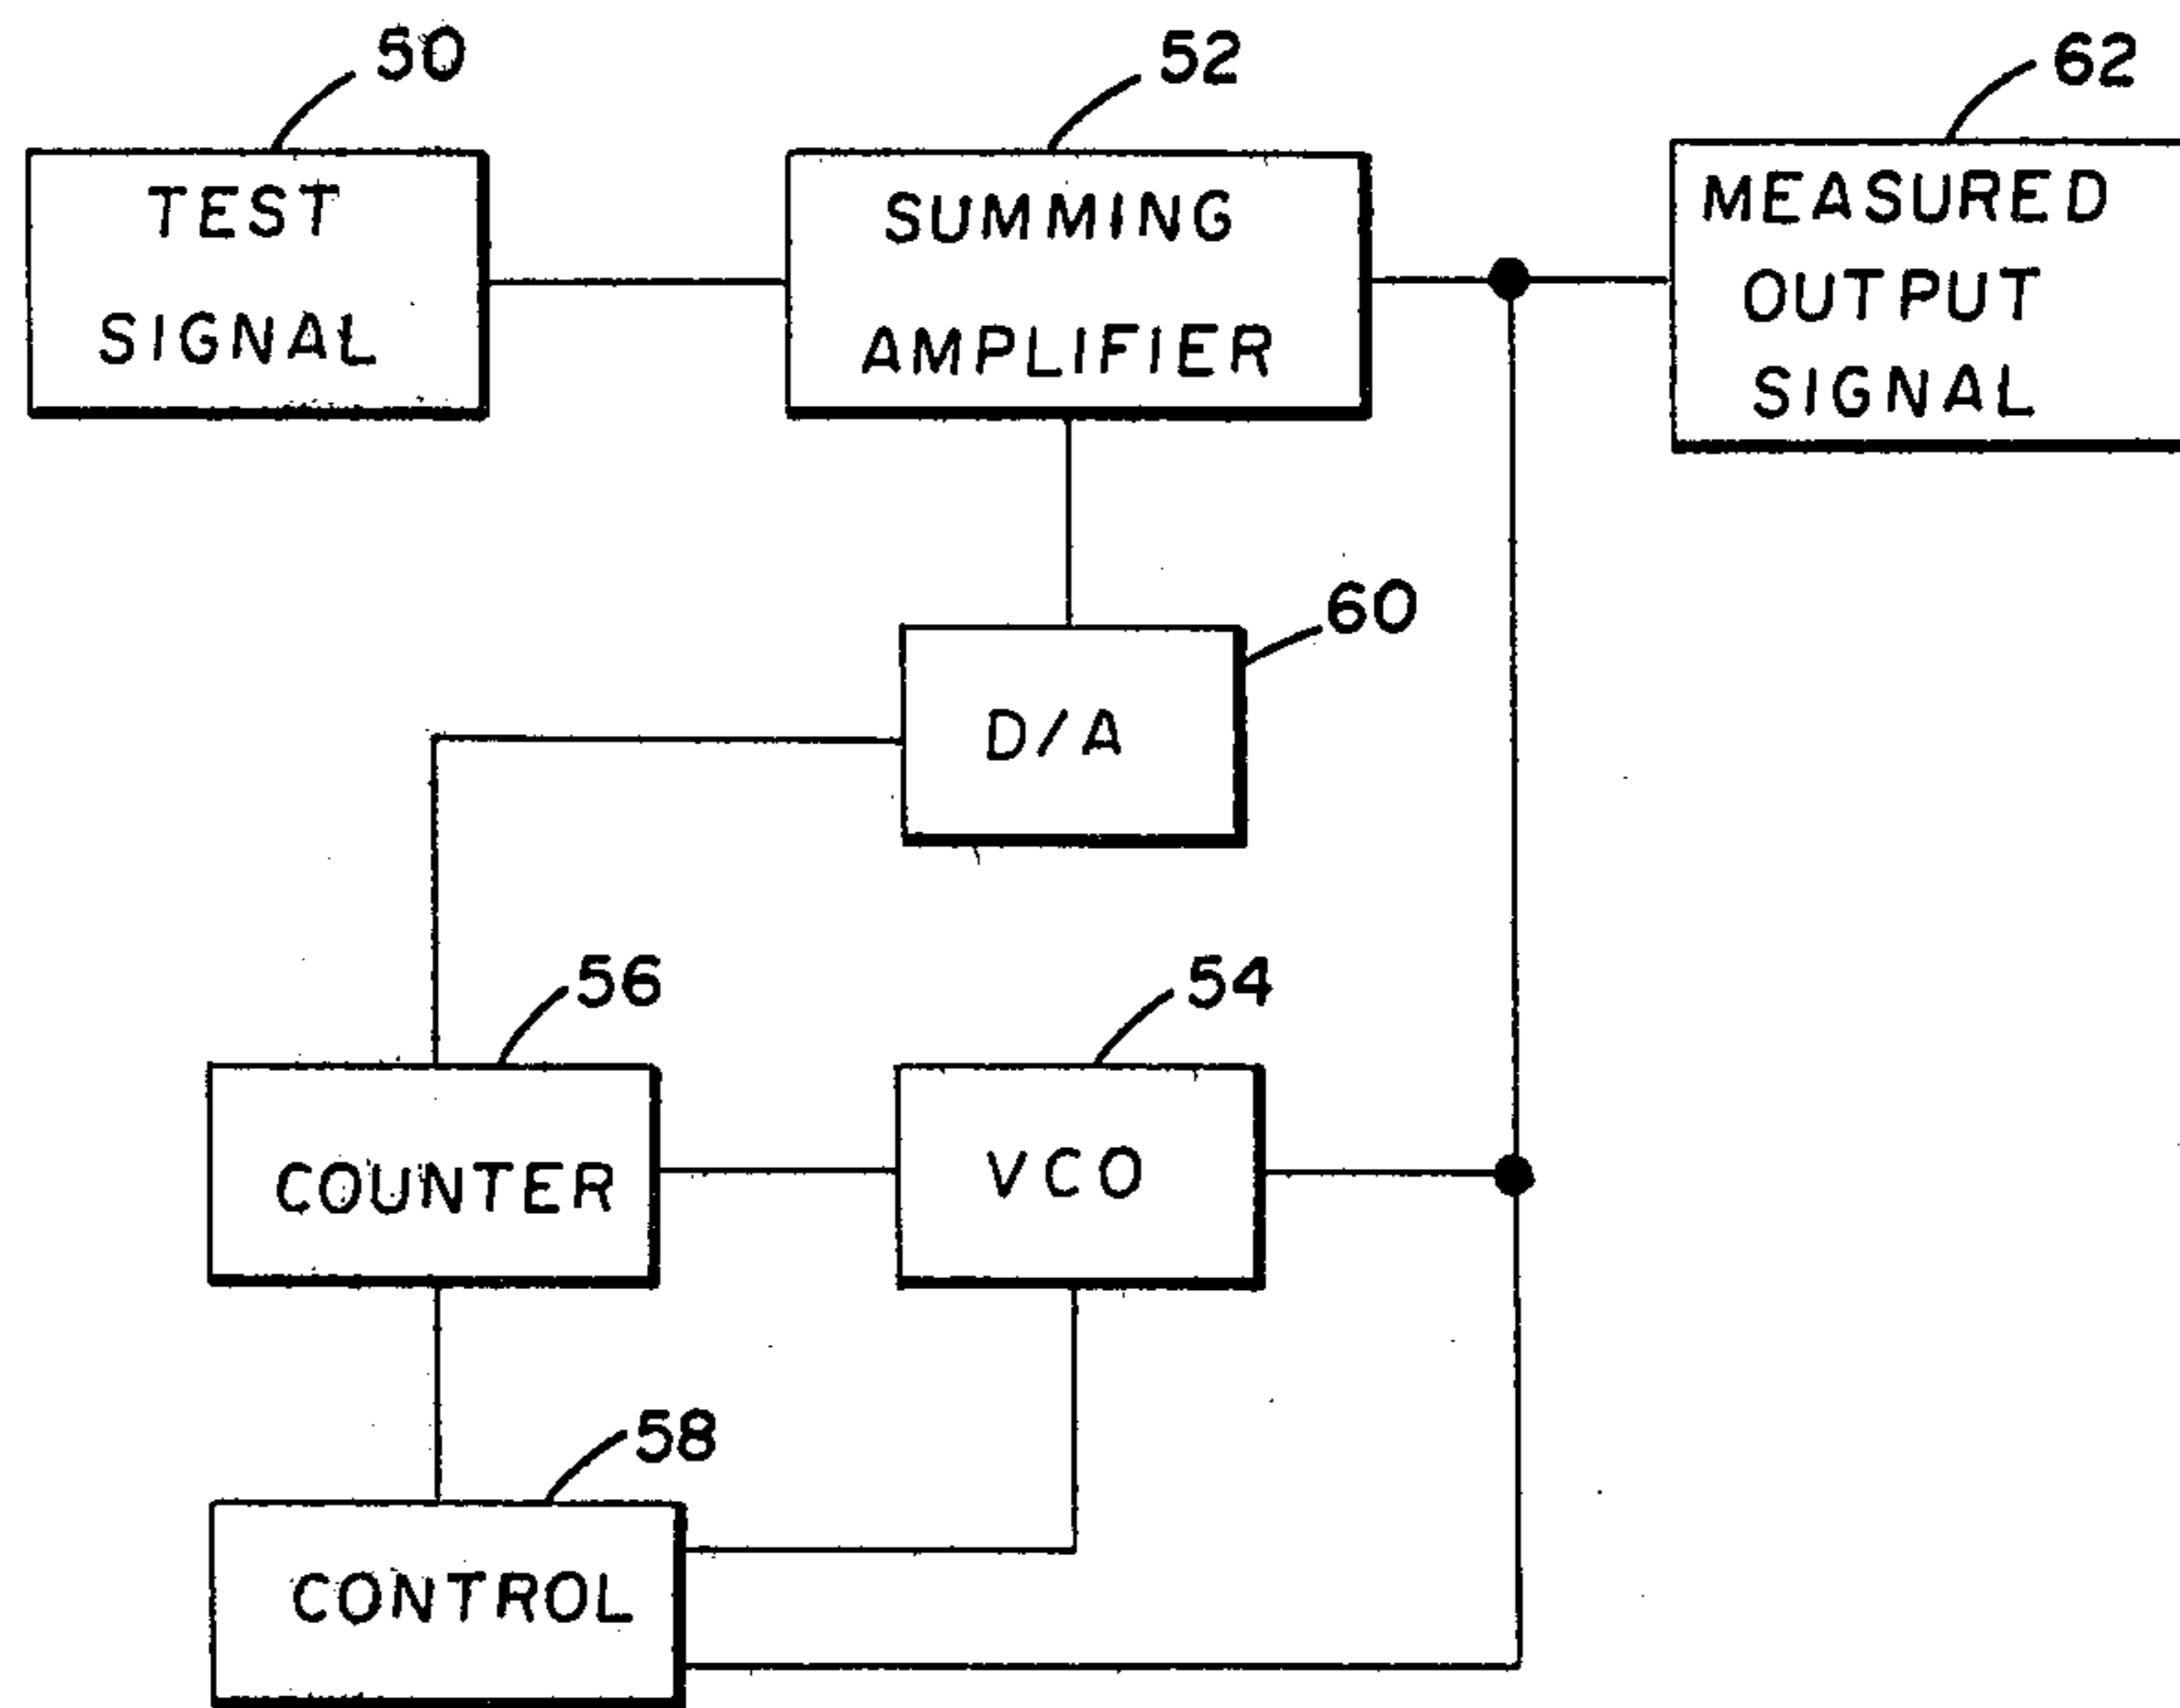 50
52
62
TEST
SIGNAL
SUMMING
AMPLIFIER
MEASURED
OUTPUT
SIGNAL
60
D/A
56
54
COUNTER
VCO
58
CONTROL